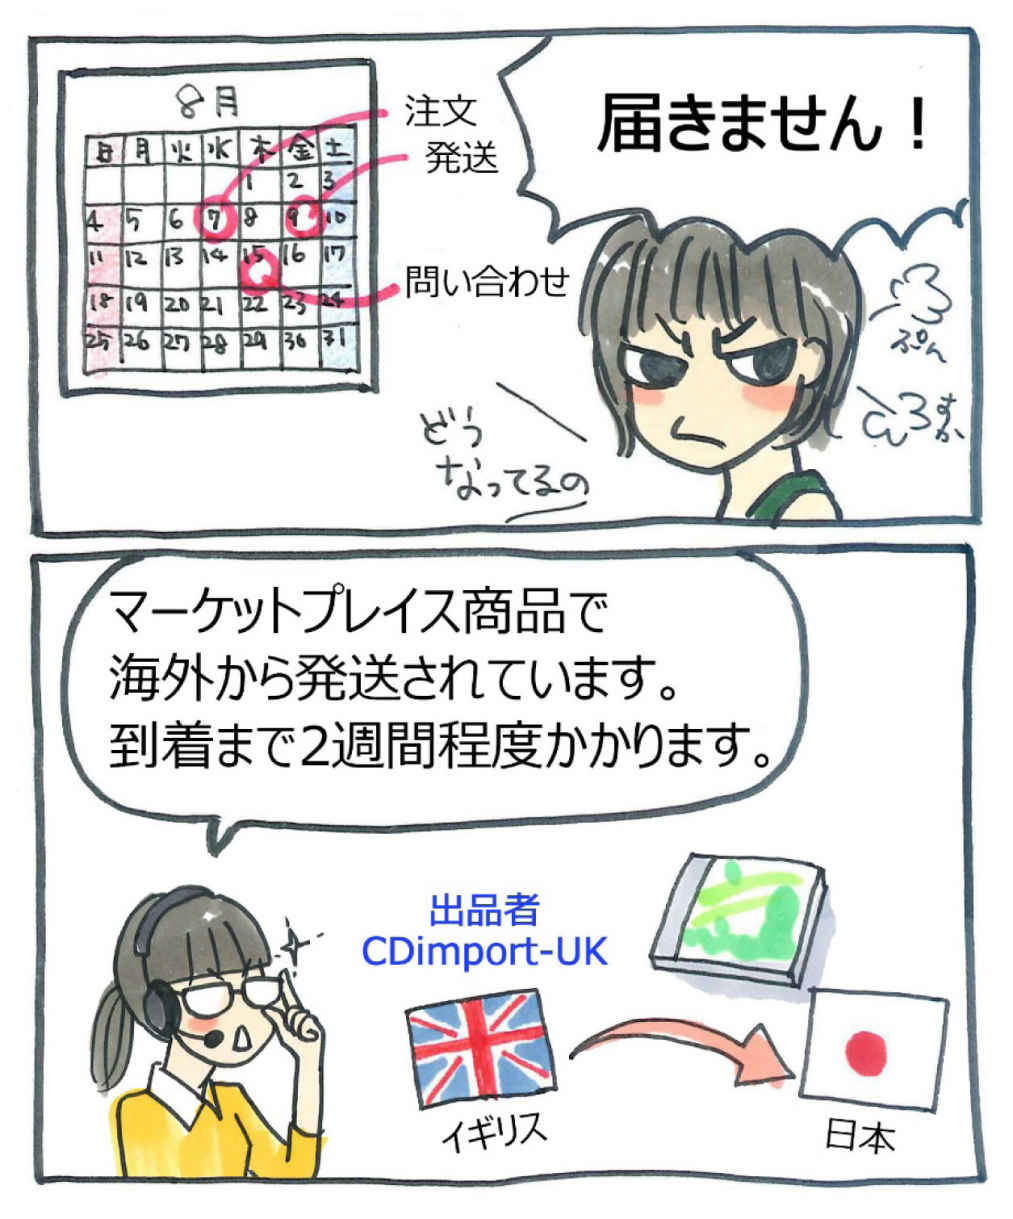 8月
日 月 火 水 木 金 土
1 2 3
4 5 6 7 8 9 10
11 12 13 14 15 16 17
18 19 20 21 22 23 24
25 26 27 28 29 30 31
注文
発送
問い合わせ
届きません！
ぷん
すか
どう
なってるの
マーケットプレイス商品で
海外から発送されています。
到着まで2週間程度かかります。
出品者
CDimport-UK
イギリス
日本